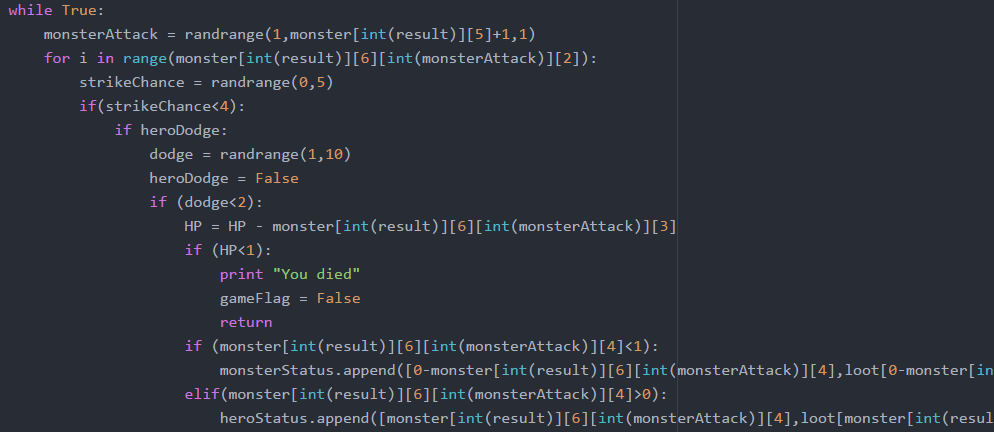 while True:
monsterAttack = randrange(1,monster[int(result)][5]+1,1)
for i in range(monster[int(result)][6][int(monsterAttack)][2]):
strikeChance = randrange(0,5)
if(strikeChance<4):
if heroDodge:
dodge = randrange(1,10)
heroDodge = False
if (dodge<2):
HP = HP - monster[int(result)][6][int(monsterAttack)][3]
if (HP<1):
print "You died"
gameFlag = False
return
if (monster[int(result)][6][int(monsterAttack)][4]<1):
monsterStatus.append([0-monster[int(result)][6][int(monsterAttack)][4],loot[0-monster[in
elif(monster[int(result)][6][int(monsterAttack)][4]>0):
heroStatus.append([monster[int(result)][6][int(monsterAttack)][4],loot[monster[int(resul